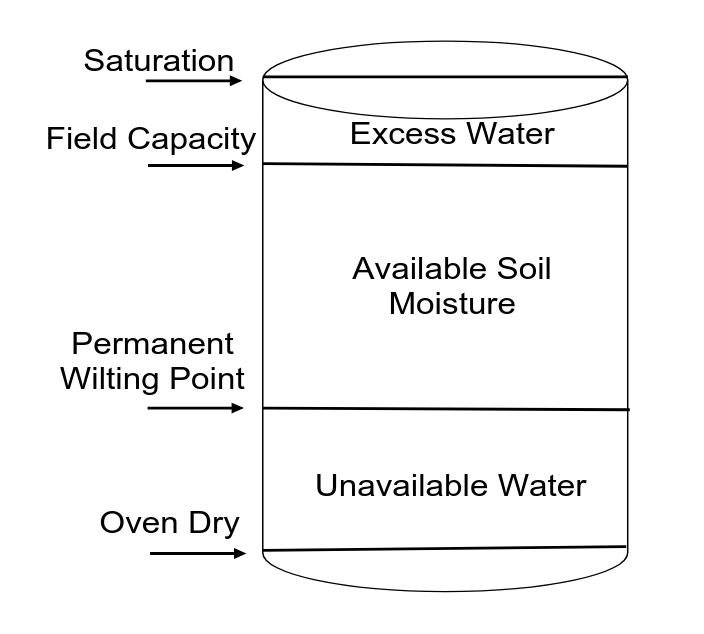 Saturation
Field Capacity
Excess Water
Available Soil
Moisture
Permanent
Wilting Point
Unavailable Water
Oven Dry